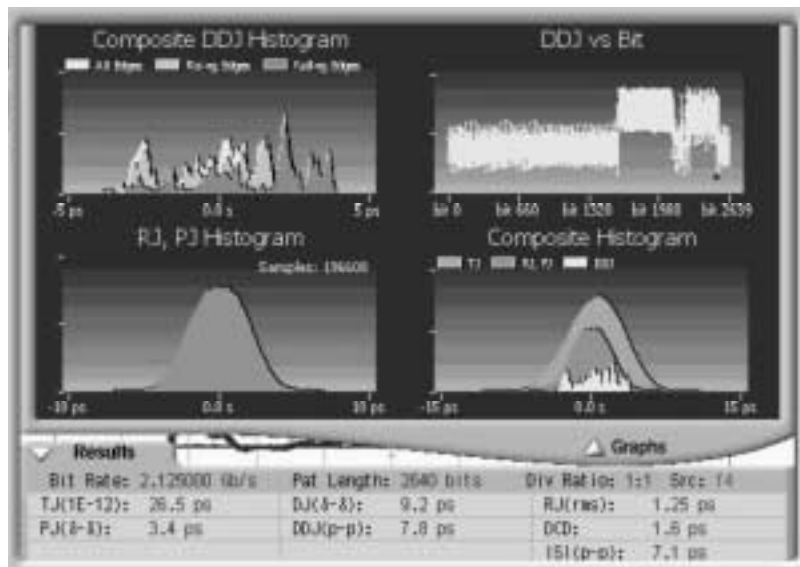 Composite DDJ Histogram
All Edges Rising Edges Falling Edges
-5 ps 0.0 s 5 ps
DDJ vs Bit
bit 0 bit 660 bit 1320 bit 1980 bit 2639
RJ, PJ Histogram
Samples: 196608
-10 ps 0.0 s 10 ps
Composite Histogram
TJ RJ, PJ DDJ
-15 ps 0.0 s 15 ps
Results
Graphs
Bit Rate: 2.125000 Gb/s Pat Length: 2640 bits Div Ratio: 1:1 Src: f4
TJ(1E-12): 26.5 ps DJ(δ-δ): 9.2 ps RJ(rms): 1.25 ps
PJ(δ-δ): 3.4 ps DDJ(p-p): 7.8 ps DCD: 1.6 ps
ISI(p-p): 7.1 ps